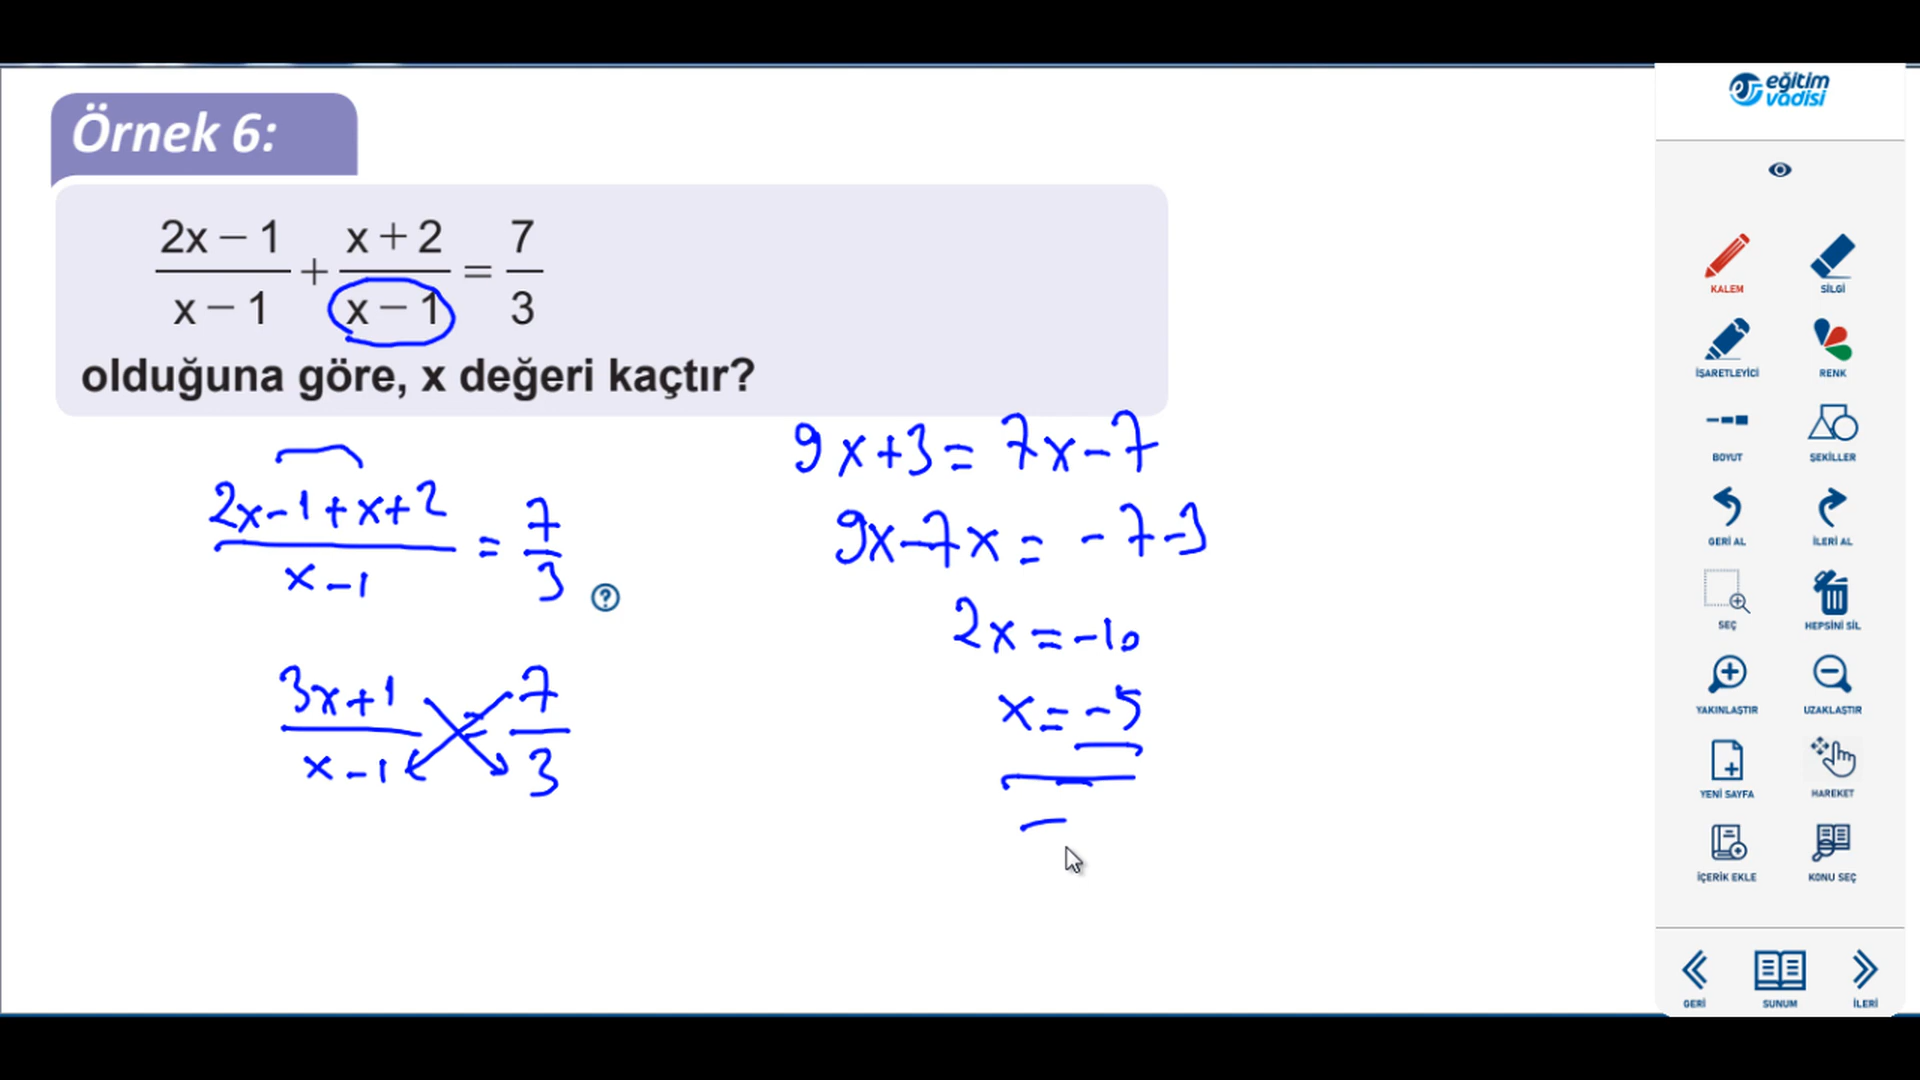 Örnek 6:
2x − 1 / x − 1 + x + 2 / x − 1 = 7 / 3
olduğuna göre, x değeri kaçtır?
2x-1+x+2 / x-1 = 7 / 3
3x+1 / x-1 = 7 / 3
9x+3 = 7x-7
9x-7x = -7-3
2x = -10
x = -5
eğitim
vadisi
KALEM
SİLGİ
İŞARETLEYİCİ
RENK
BOYUT
ŞEKİLLER
GERİ AL
İLERİ AL
SEÇ
HEPSİNİ SİL
YAKINLAŞTIR
UZAKLAŞTIR
YENİ SAYFA
HAREKET
İÇERİK EKLE
KONU SEÇ
GERİ
SUNUM
İLERİ